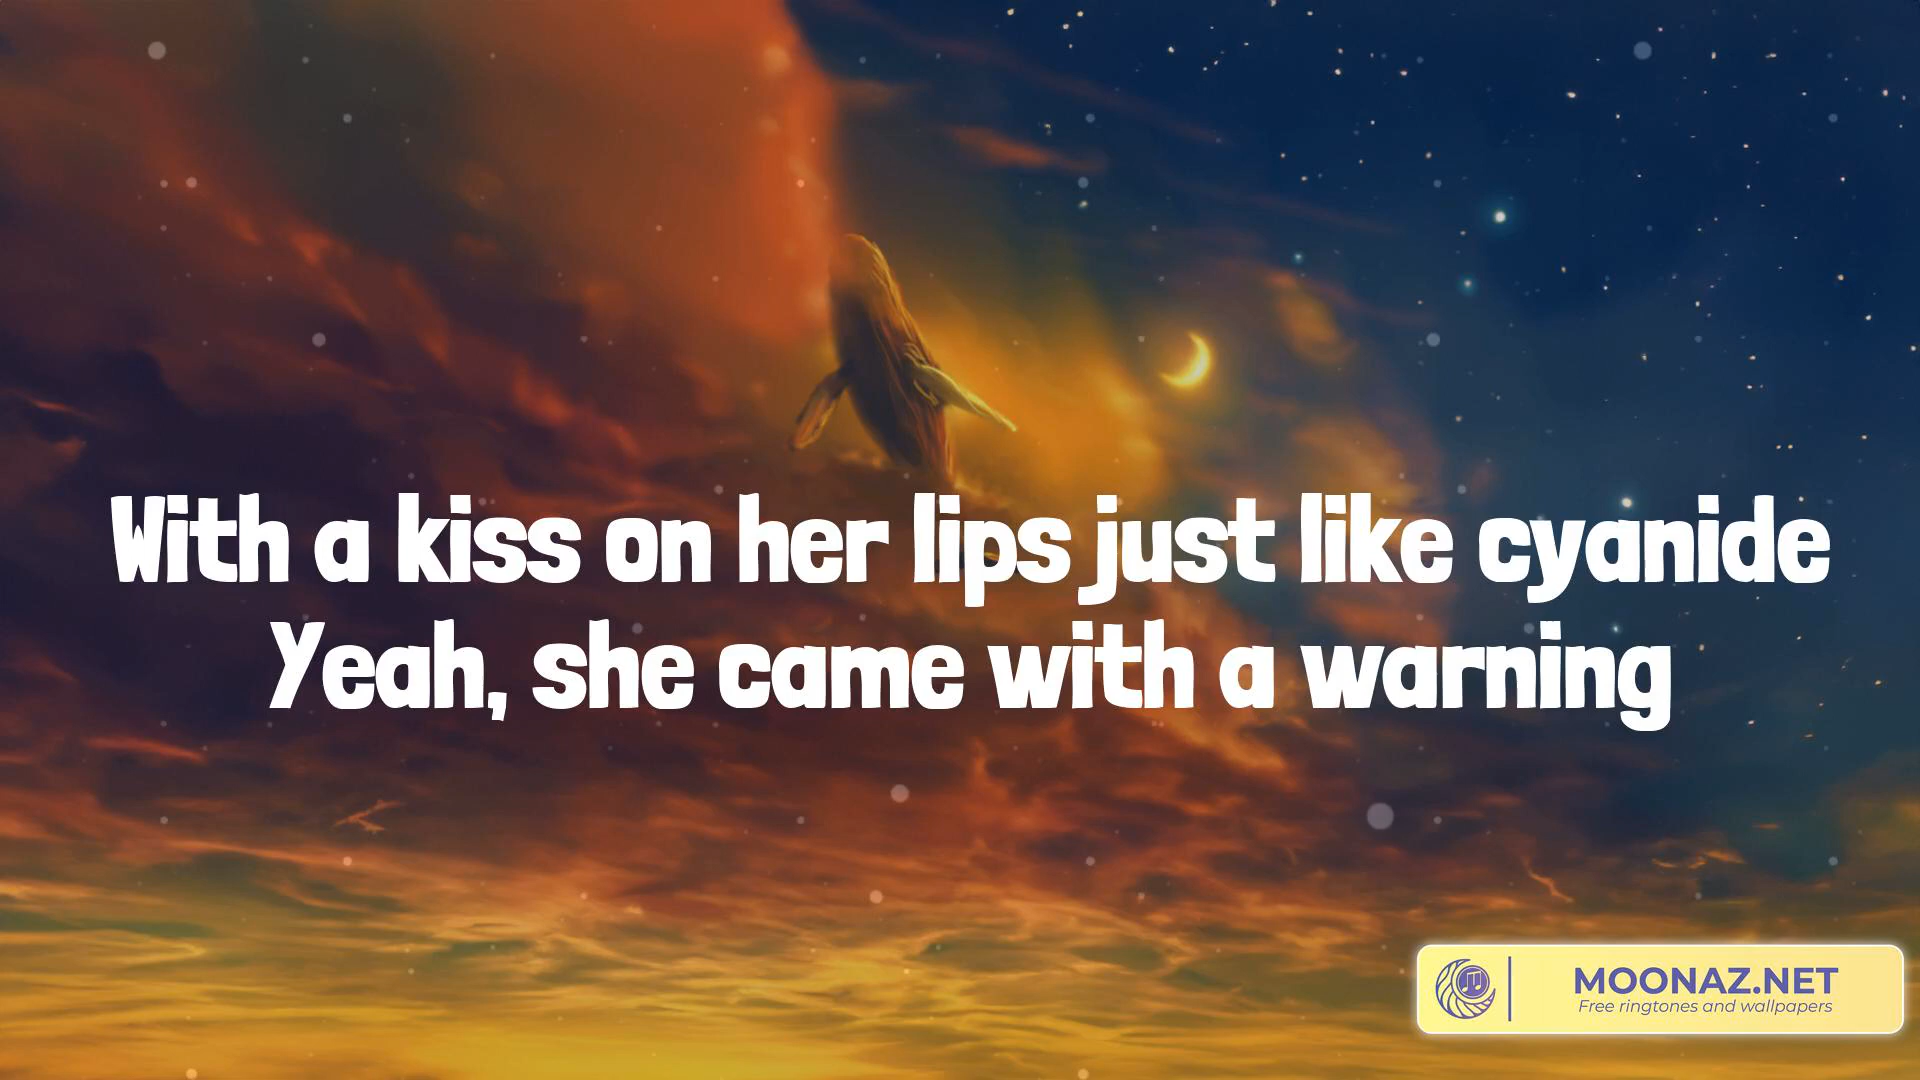 With a kiss on her lips just like cyanide
Yeah, she came with a warning
MOONAZ.NET
Free ringtones and wallpapers